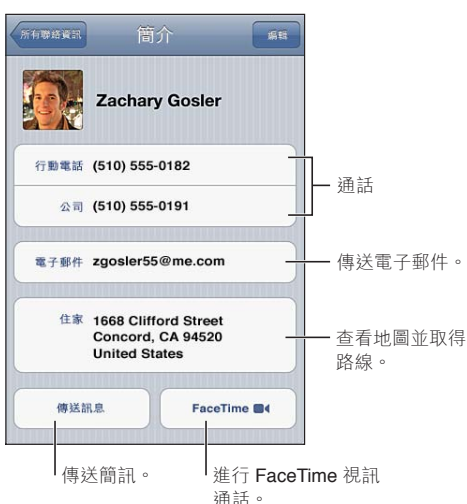 所有聯絡資訊 簡介 編輯
Zachary Gosler
行動電話 (510) 555-0182
通話
公司 (510) 555-0191
電子郵件 zgosler55@me.com
傳送電子郵件。
住家 1668 Clifford Street
Concord, CA 94520
United States
查看地圖並取得
路線。
傳送訊息 FaceTime
傳送簡訊。
進行 FaceTime 視訊
通話。